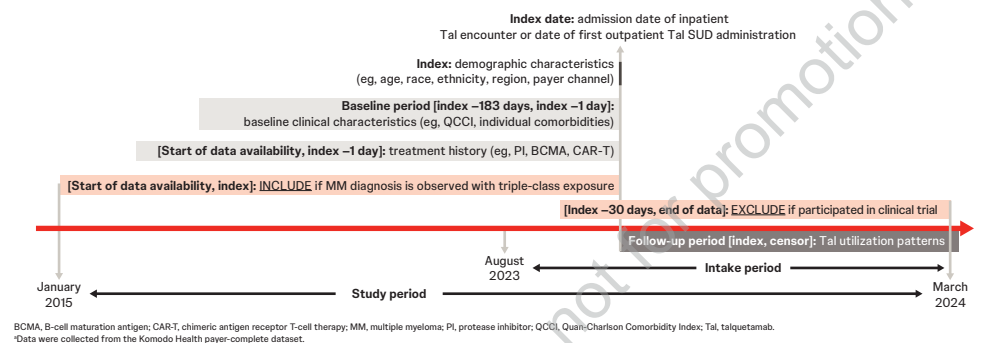 Index date: admission date of inpatient
Tal encounter or date of first outpatient Tal SUD administration
Index: demographic characteristics
(eg, age, race, ethnicity, region, payer channel)
Baseline period [index –183 days, index –1 day]:
baseline clinical characteristics (eg, QCCI, individual comorbidities)
[Start of data availability, index –1 day]: treatment history (eg, PI, BCMA, CAR-T)
[Start of data availability, index]: INCLUDE if MM diagnosis is observed with triple-class exposure
[Index –30 days, end of data]: EXCLUDE if participated in clinical trial
Follow-up period [index, censor]: Tal utilization patterns
August
2023
Intake period
January
2015
Study period
March
2024
not for promotion
BCMA, B-cell maturation antigen; CAR-T, chimeric antigen receptor T-cell therapy; MM, multiple myeloma; PI, protease inhibitor; QCCI, Quan-Charlson Comorbidity Index; Tal, talquetamab.
ᵃData were collected from the Komodo Health payer-complete dataset.